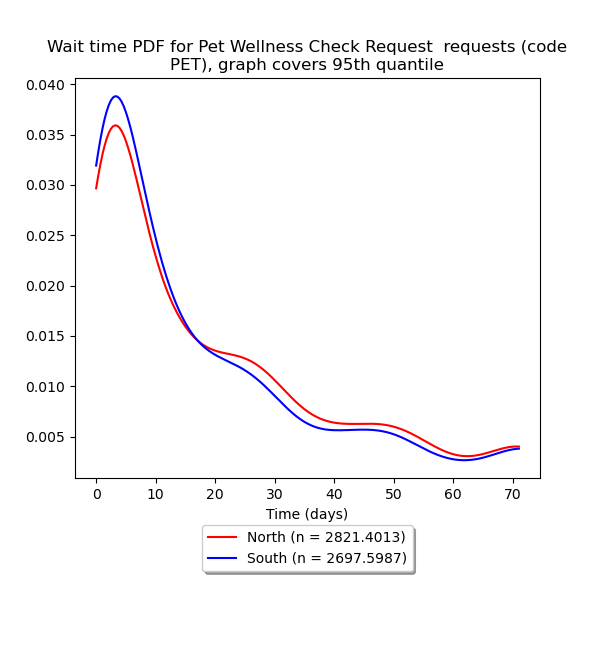 Wait time PDF for Pet Wellness Check Request  requests (code
PET), graph covers 95th quantile
0.040
0.035
0.030
0.025
0.020
0.015
0.010
0.005
0 10 20 30 40 50 60 70
Time (days)
North (n = 2821.4013)
South (n = 2697.5987)